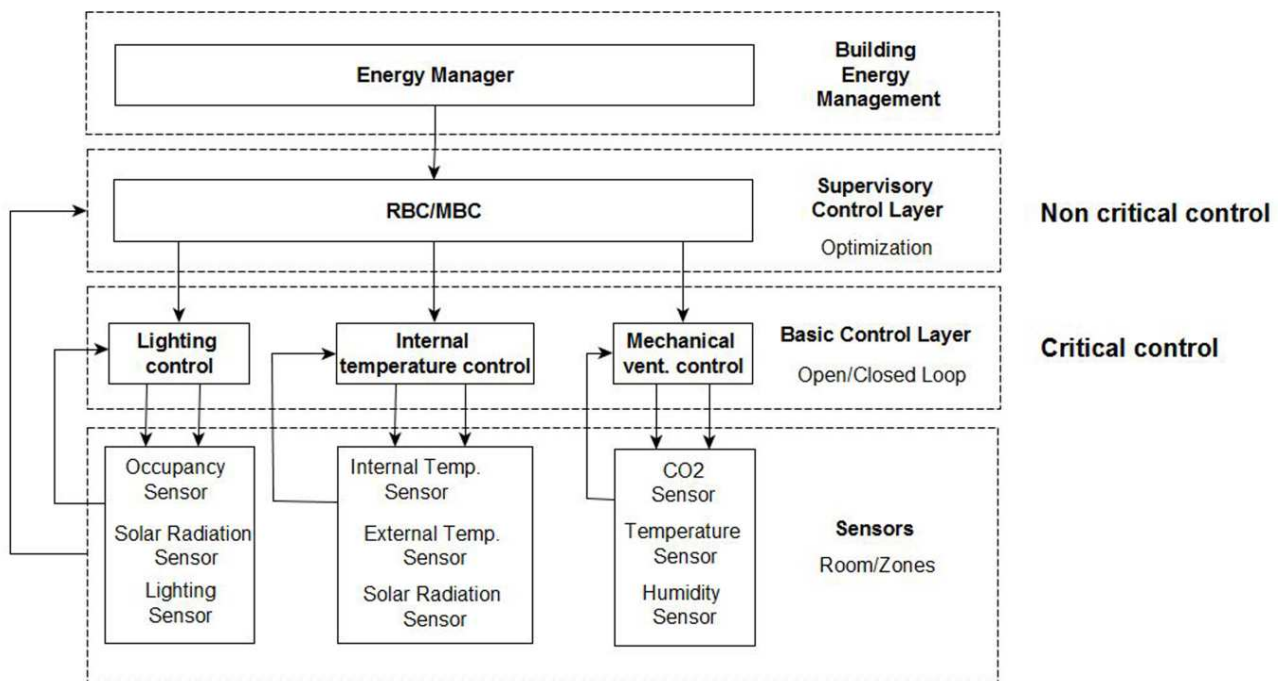 Energy Manager
Building
Energy
Management
RBC/MBC
Supervisory
Control Layer
Optimization
Non critical control
Lighting
control
Internal
temperature control
Mechanical
vent. control
Basic Control Layer
Open/Closed Loop
Critical control
Occupancy
Sensor
Solar Radiation
Sensor
Lighting
Sensor
Internal Temp.
Sensor
External Temp.
Sensor
Solar Radiation
Sensor
CO2
Sensor
Temperature
Sensor
Humidity
Sensor
Sensors
Room/Zones